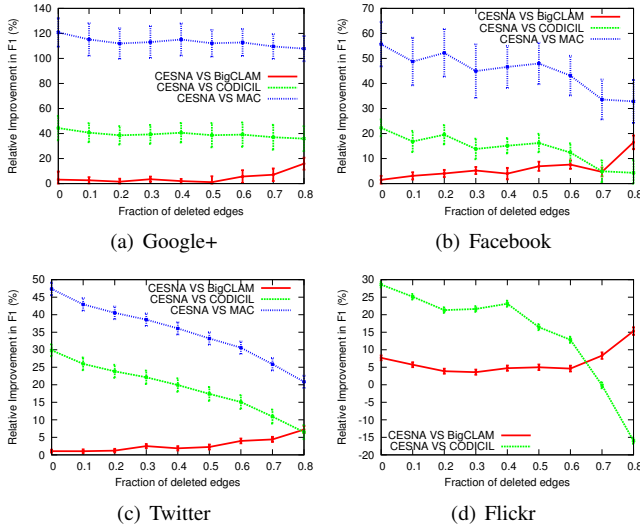 Relative Improvement in F1 (%)
140
120
100
80
60
40
20
0
CESNA VS BigCLAM
CESNA VS CODICIL
CESNA VS MAC
0 0.1 0.2 0.3 0.4 0.5 0.6 0.7 0.8
Fraction of deleted edges
(a) Google+
Relative Improvement in F1 (%)
80
70
60
50
40
30
20
10
0
CESNA VS BigCLAM
CESNA VS CODICIL
CESNA VS MAC
0 0.1 0.2 0.3 0.4 0.5 0.6 0.7 0.8
Fraction of deleted edges
(b) Facebook
Relative Improvement in F1 (%)
50
45
40
35
30
25
20
15
10
5
0
CESNA VS BigCLAM
CESNA VS CODICIL
CESNA VS MAC
0 0.1 0.2 0.3 0.4 0.5 0.6 0.7 0.8
Fraction of deleted edges
(c) Twitter
Relative Improvement in F1 (%)
30
25
20
15
10
5
0
-5
-10
-15
-20
CESNA VS BigCLAM
CESNA VS CODICIL
0 0.1 0.2 0.3 0.4 0.5 0.6 0.7 0.8
Fraction of deleted edges
(d) Flickr